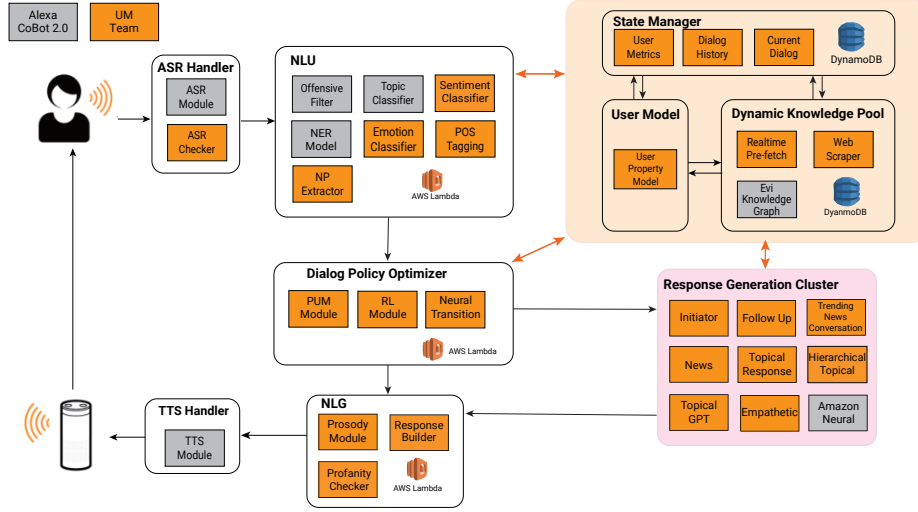 Alexa
CoBot 2.0
UM
Team
ASR Handler
ASR
Module
ASR
Checker
NLU
Offensive
Filter
Topic
Classifier
Sentiment
Classifier
NER
Model
Emotion
Classifier
POS
Tagging
NP
Extractor
AWS Lambda
State Manager
User
Metrics
Dialog
History
Current
Dialog
DynamoDB
User Model
User
Property
Model
Dynamic Knowledge Pool
Realtime
Pre-fetch
Web
Scraper
Evi
Knowledge
Graph
DyanmoDB
Dialog Policy Optimizer
PUM
Module
RL
Module
Neural
Transition
AWS Lambda
Response Generation Cluster
Initiator
Follow Up
Trending
News
Conversation
News
Topical
Response
Hierarchical
Topical
Topical
GPT
Empathetic
Amazon
Neural
TTS Handler
TTS
Module
NLG
Prosody
Module
Response
Builder
Profanity
Checker
AWS Lambda